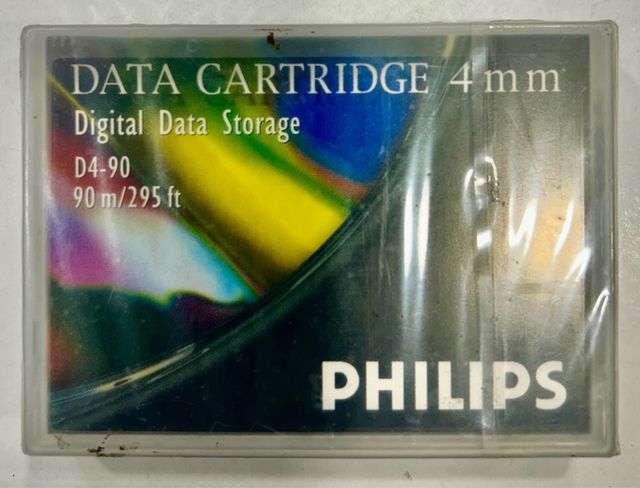 DATA CARTRIDGE 4mm
Digital Data Storage
D4-90
90 m/295 ft
PHILIPS